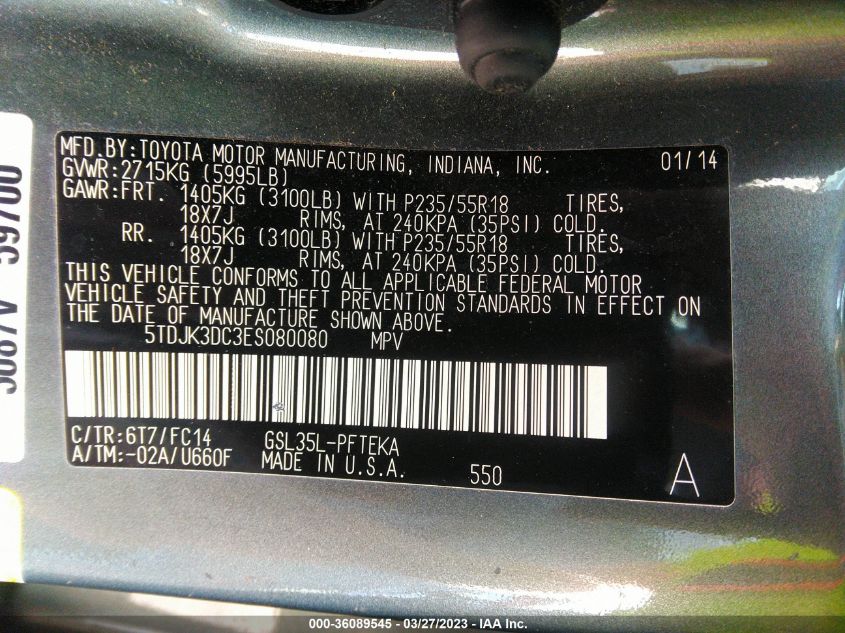 MFD.BY:TOYOTA MOTOR MANUFACTURING, INDIANA, INC. 01/14
GVWR:2715KG (5995LB)
GAWR:FRT. 1405KG (3100LB) WITH P235/55R18 TIRES,
18X7J RIMS, AT 240KPA (35PSI) COLD.
RR. 1405KG (3100LB) WITH P235/55R18 TIRES,
18X7J RIMS, AT 240KPA (35PSI) COLD.
THIS VEHICLE CONFORMS TO ALL APPLICABLE FEDERAL MOTOR
VEHICLE SAFETY AND THEFT PREVENTION STANDARDS IN EFFECT ON
THE DATE OF MANUFACTURE SHOWN ABOVE.
5TDJK3DC3ES080080 MPV
C/TR:6T7/FC14 GSL35L-PFTEKA
A/TM:-02A/U660F MADE IN U.S.A. 550 A
59700
000-36089545 - 03/27/2023 - IAA Inc.